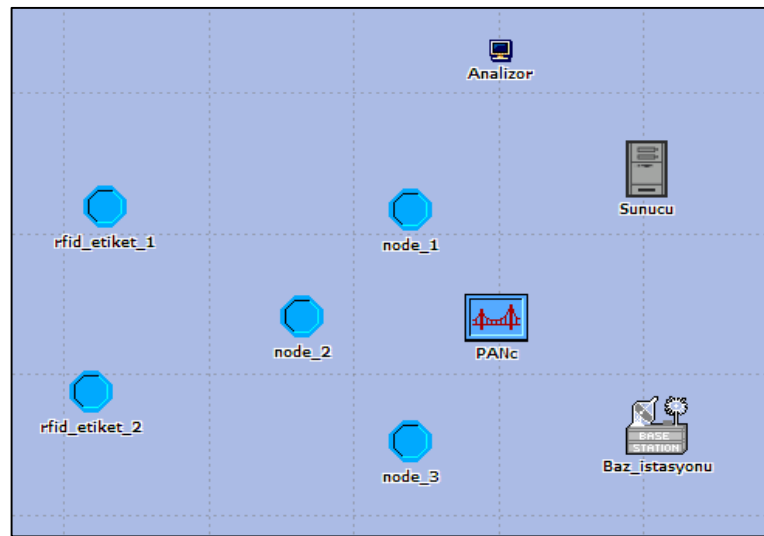 Analizor
Sunucu
rfid_etiket_1
node_1
node_2
PANc
rfid_etiket_2
BASE
STATION
Baz_istasyonu
node_3